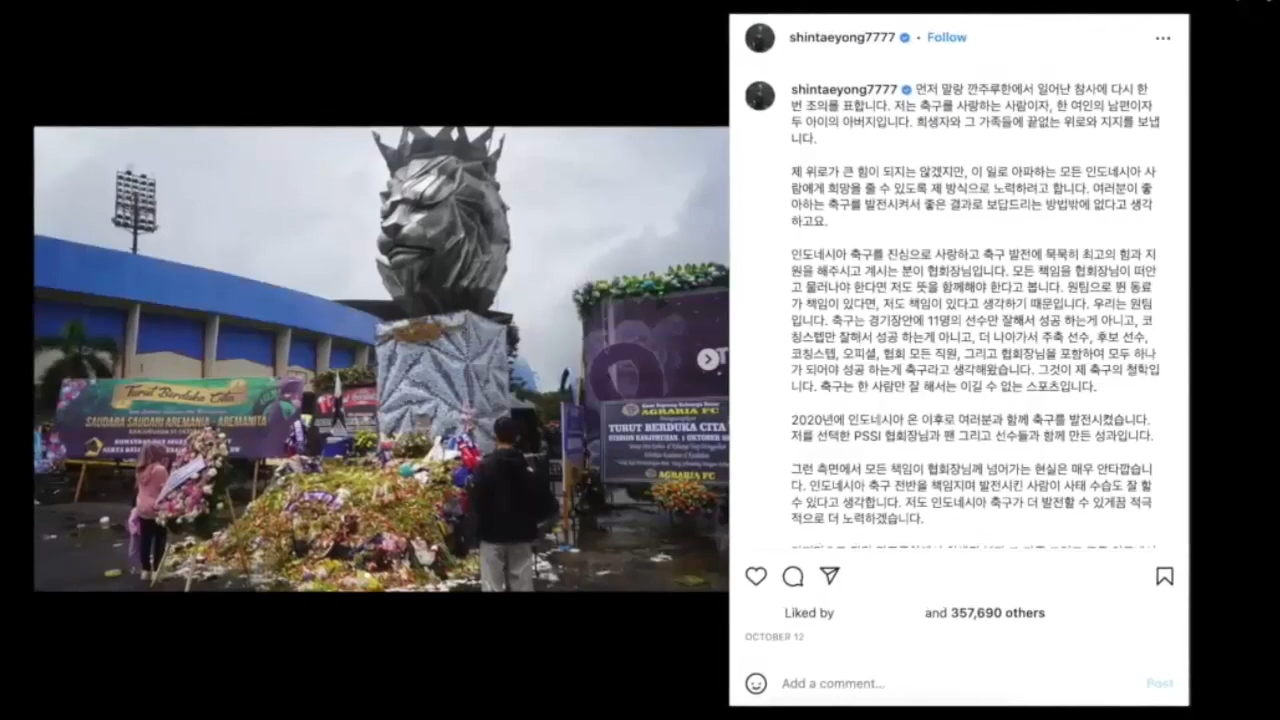 shintaeyong7777 • Follow
shintaeyong7777 먼저 말랑 깐주루한에서 일어난 참사에 다시 한
번 조의를 표합니다. 저는 축구를 사랑하는 사람이자, 한 여인의 남편이자
두 아이의 아버지입니다. 희생자와 그 가족들에 끝없는 위로와 지지를 보냅
니다.
제 위로가 큰 힘이 되지는 않겠지만, 이 일로 아파하는 모든 인도네시아 사
람에게 희망을 줄 수 있도록 제 방식으로 노력하려고 합니다. 여러분이 좋
아하는 축구를 발전시켜서 좋은 결과로 보답드리는 방법밖에 없다고 생각
하고요.
인도네시아 축구를 진심으로 사랑하고 축구 발전에 묵묵히 최고의 힘과 지
원을 해주시고 계시는 분이 협회장님입니다. 모든 책임을 협회장님이 떠안
고 물러나야 한다면 저도 뜻을 함께해야 한다고 봅니다. 원팀으로 뛴 동료
가 책임이 있다면, 저도 책임이 있다고 생각하기 때문입니다. 우리는 원팀
입니다. 축구는 경기장안에 11명의 선수만 잘해서 성공 하는게 아니고, 코
칭스텝만 잘해서 성공 하는게 아니고, 더 나아가서 주축 선수, 후보 선수,
코칭스텝, 오피셜, 협회 모든 직원, 그리고 협회장님을 포함하여 모두 하나
가 되어야 성공 하는게 축구라고 생각해왔습니다. 그것이 제 축구의 철학입
니다. 축구는 한 사람만 잘 해서는 이길 수 없는 스포츠입니다.
2020년에 인도네시아 온 이후로 여러분과 함께 축구를 발전시켰습니다.
저를 선택한 PSSI 협회장님과 팬 그리고 선수들과 함께 만든 성과입니다.
그런 측면에서 모든 책임이 협회장님께 넘어가는 현실은 매우 안타깝습니
다. 인도네시아 축구 전반을 책임지며 발전시킨 사람이 사태 수습도 잘 할
수 있다고 생각합니다. 저도 인도네시아 축구가 더 발전할 수 있게끔 적극
적으로 더 노력하겠습니다.
Liked by and 357,690 others
OCTOBER 12
Add a comment...
Post
Turut Berduka Cita
SAUDARA SAUDARI AREMANIA - AREMANITA
AGRARIA FC
TURUT BERDUKA CITA
STADION KANJURUHAN, 1 OKTOBER
AGRARIA FC